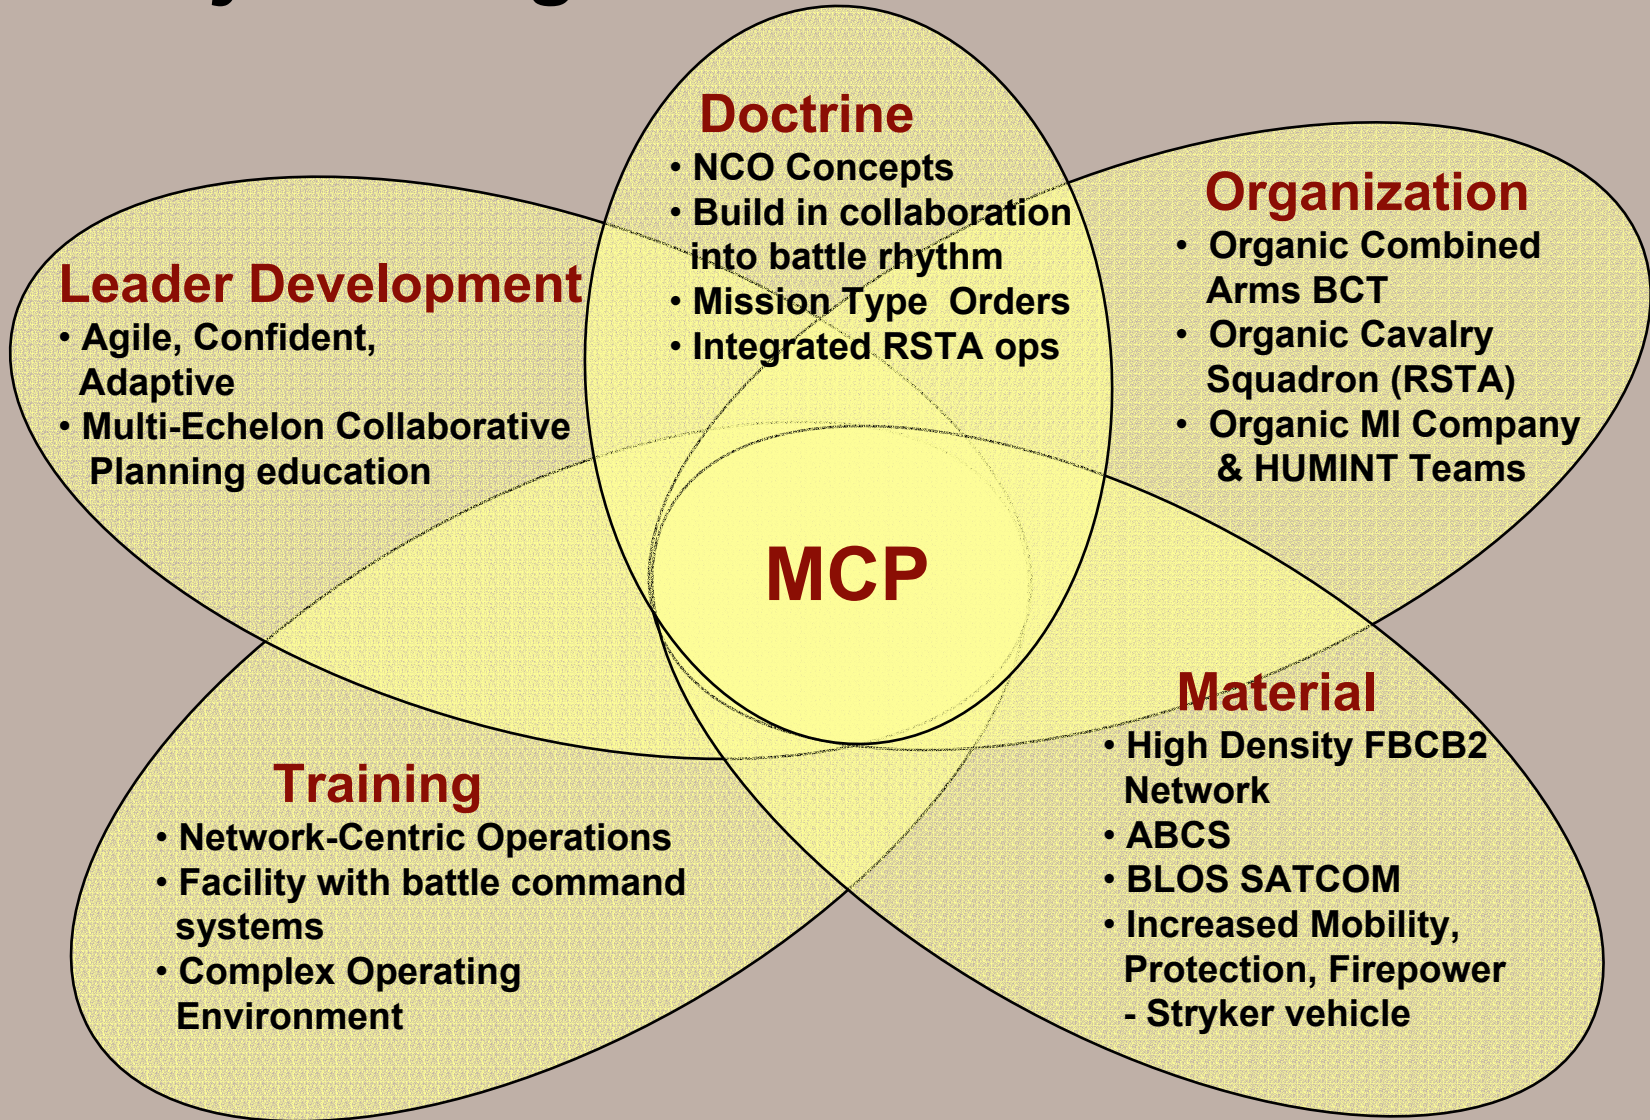 Doctrine
• NCO Concepts
• Build in collaboration
into battle rhythm
• Mission Type Orders
• Integrated RSTA ops
Organization
• Organic Combined
Arms BCT
• Organic Cavalry
Squadron (RSTA)
• Organic MI Company
& HUMINT Teams
Leader Development
• Agile, Confident,
Adaptive
• Multi-Echelon Collaborative
Planning education
MCP
Material
• High Density FBCB2
Network
• ABCS
• BLOS SATCOM
• Increased Mobility,
Protection, Firepower
- Stryker vehicle
Training
• Network-Centric Operations
• Facility with battle command
systems
• Complex Operating
Environment